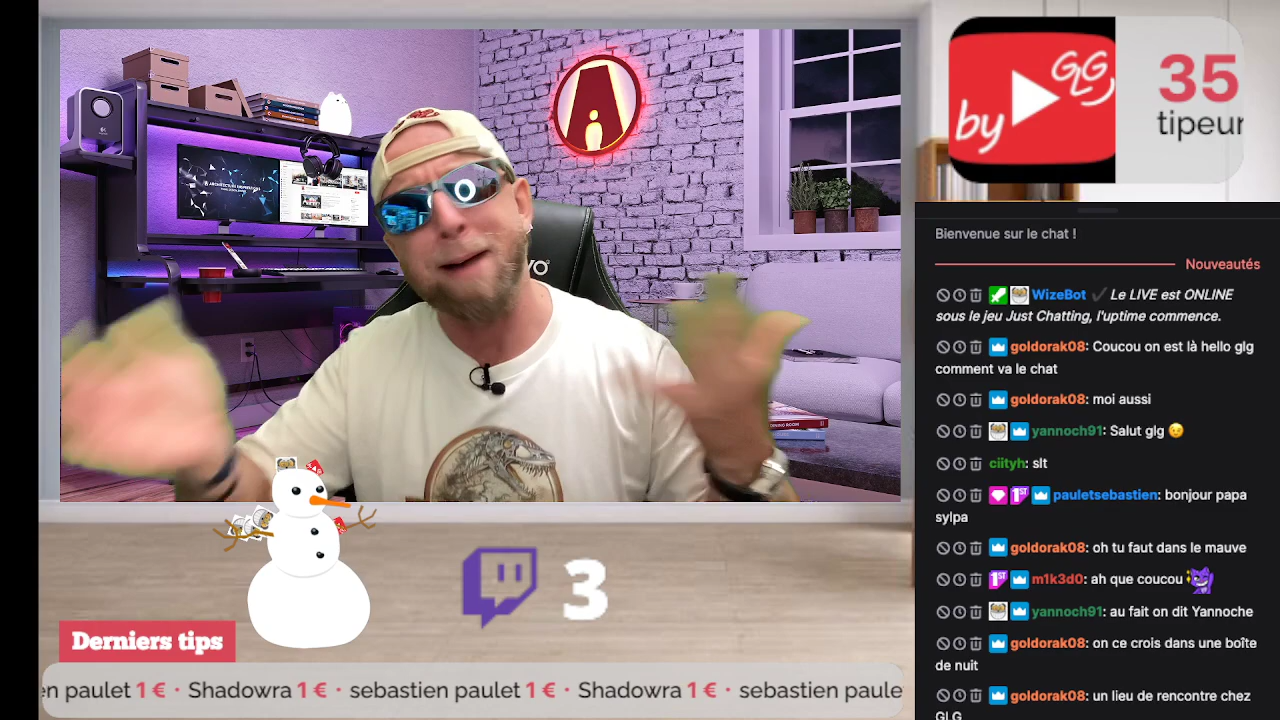 by GLG
35
tipeur
Bienvenue sur le chat !
Nouveautés
WizeBot ✔ Le LIVE est ONLINE
sous le jeu Just Chatting, l'uptime commence.
goldorak08: Coucou on est là hello glg
comment va le chat
goldorak08: moi aussi
yannoch91: Salut glg 😉
ciityh: slt
1ST pauletsebastien: bonjour papa
sylpa
goldorak08: oh tu faut dans le mauve
1ST m1k3d0: ah que coucou
yannoch91: au fait on dit Yannoche
goldorak08: on ce crois dans une boîte
de nuit
goldorak08: un lieu de rencontre chez
GLG
3
Derniers tips
en paulet 1 € · Shadowra 1 € · sebastien paulet 1 € · Shadowra 1 € · sebastien paule